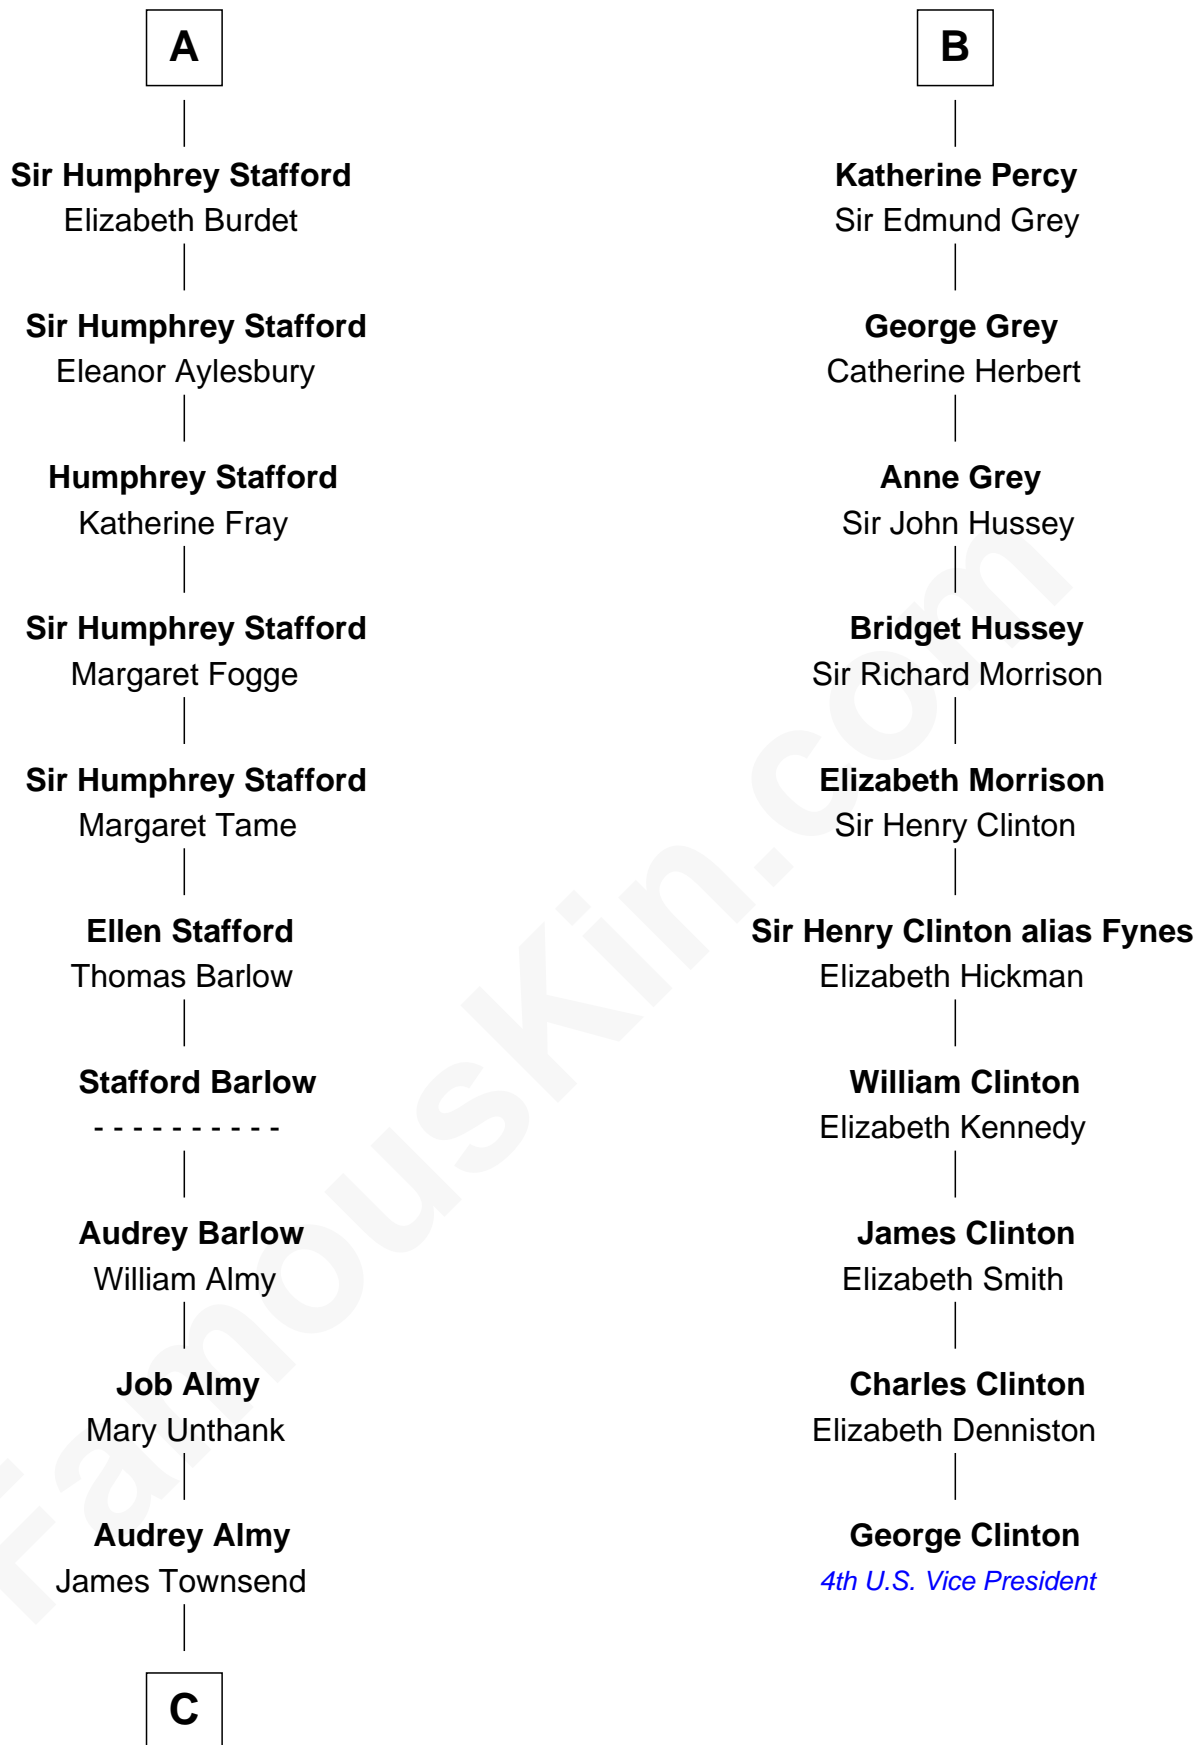 A
Sir Humphrey Stafford
Elizabeth Burdet
Sir Humphrey Stafford
Eleanor Aylesbury
Humphrey Stafford
Katherine Fray
Sir Humphrey Stafford
Margaret Fogge
Sir Humphrey Stafford
Margaret Tame
Ellen Stafford
Thomas Barlow
Stafford Barlow
- - - - - - - - - -
Audrey Barlow
William Almy
Job Almy
Mary Unthank
Audrey Almy
James Townsend
C
B
Katherine Percy
Sir Edmund Grey
George Grey
Catherine Herbert
Anne Grey
Sir John Hussey
Bridget Hussey
Sir Richard Morrison
Elizabeth Morrison
Sir Henry Clinton
Sir Henry Clinton alias Fynes
Elizabeth Hickman
William Clinton
Elizabeth Kennedy
James Clinton
Elizabeth Smith
Charles Clinton
Elizabeth Denniston
George Clinton
4th U.S. Vice President
FamousKin.com